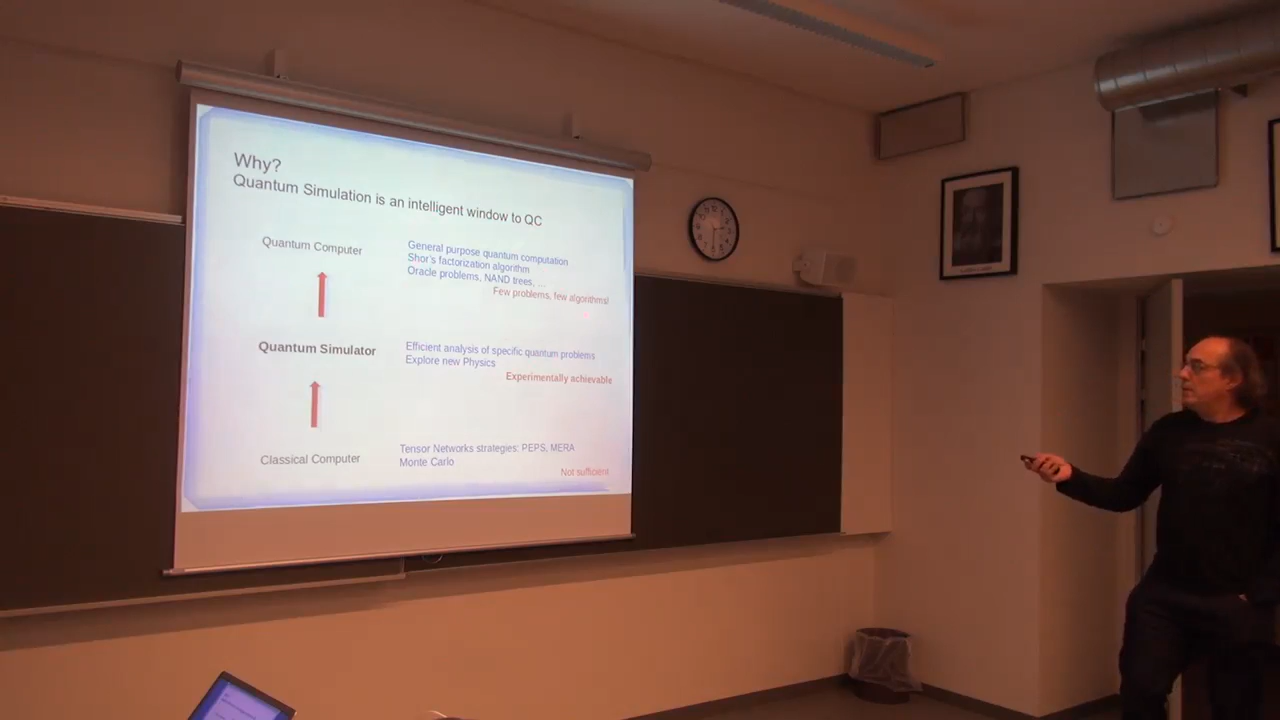 Why?
Quantum Simulation is an intelligent window to QC
Quantum Computer
General purpose quantum computation
Shor's factorization algorithm
Oracle problems, NAND trees, ...
Few problems, few algorithms!
Quantum Simulator
Efficient analysis of specific quantum problems
Explore new Physics
Experimentally achievable
Classical Computer
Tensor Networks strategies: PEPS, MERA
Monte Carlo
Not sufficient